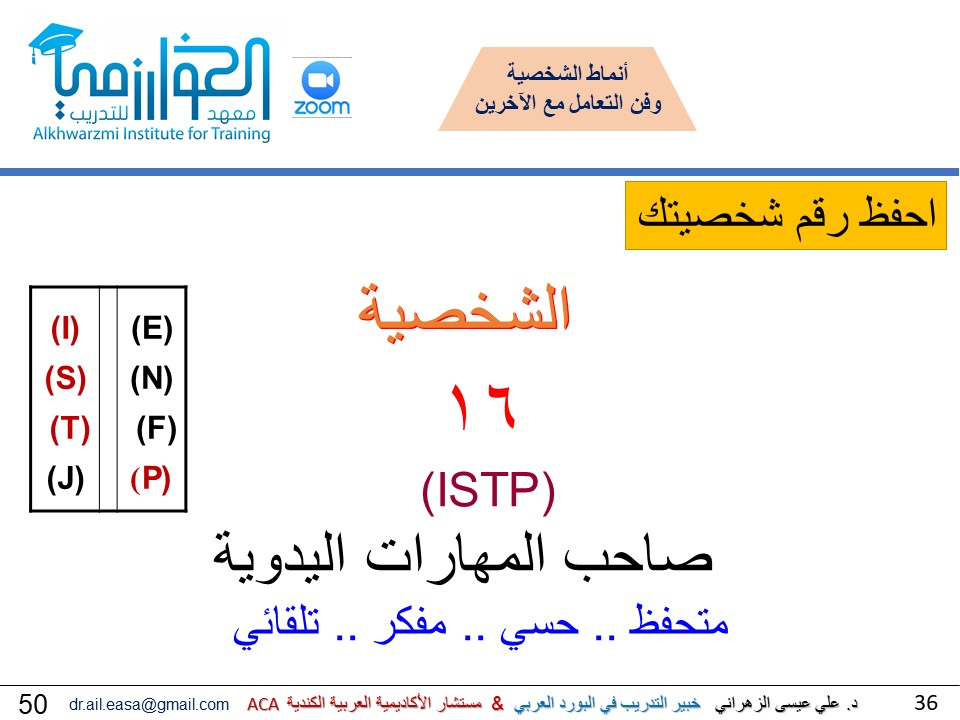 الخوارزمي
معهد للتدريب
Alkhwarzmi Institute for Training
zoom
أنماط الشخصية
وفن التعامل مع الآخرين
احفظ رقم شخصيتك
الشخصية
١٦
(ISTP)
صاحب المهارات اليدوية
متحفظ .. حسي .. مفكر .. تلقائي
(I) (E)
(S) (N)
(T) (F)
(J) (P)
36
د. علي عيسى الزهراني خبير التدريب في البورد العربي & مستشار الأكاديمية العربية الكندية ACA
dr.ail.easa@gmail.com
50